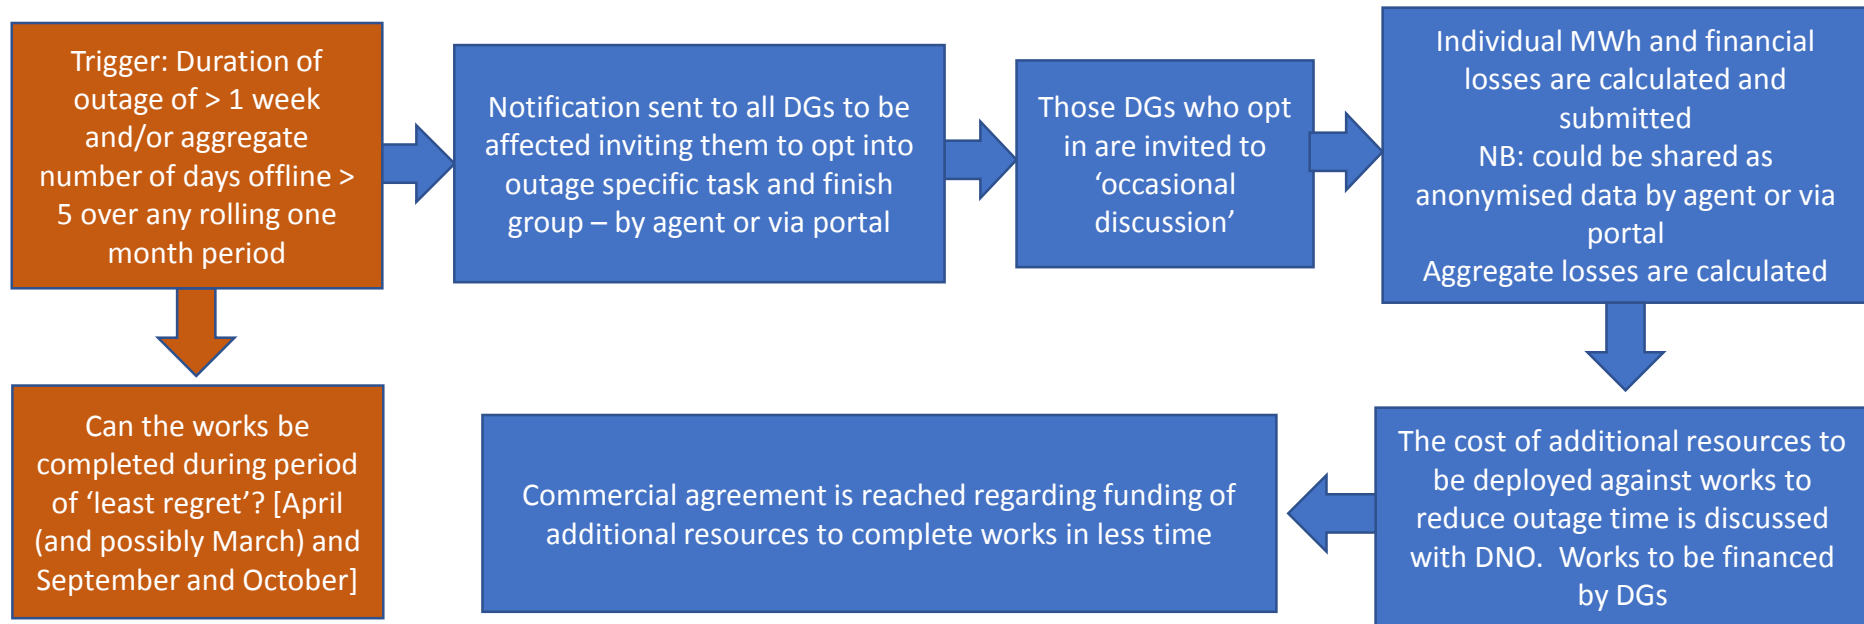 Trigger: Duration of
outage of > 1 week
and/or aggregate
number of days offline >
5 over any rolling one
month period
Notification sent to all DGs to be
affected inviting them to opt into
outage specific task and finish
group – by agent or via portal
Those DGs who opt
in are invited to
‘occasional
discussion’
Individual MWh and financial
losses are calculated and
submitted
NB: could be shared as
anonymised data by agent or via
portal
Aggregate losses are calculated
Can the works be
completed during period
of ‘least regret’? [April
(and possibly March) and
September and October]
Commercial agreement is reached regarding funding of
additional resources to complete works in less time
The cost of additional resources to
be deployed against works to
reduce outage time is discussed
with DNO.  Works to be financed
by DGs